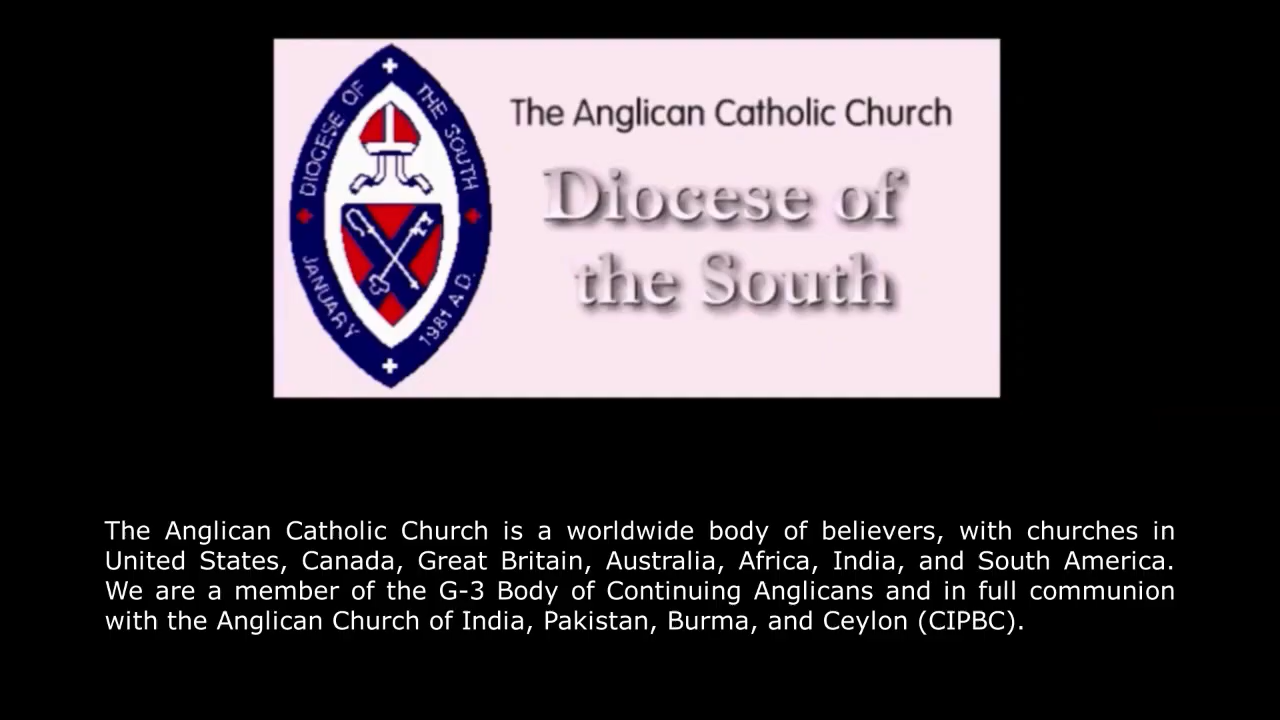 DIOCESE OF THE SOUTH
JANUARY 1981 A.D.
The Anglican Catholic Church
Diocese of
the South
The Anglican Catholic Church is a worldwide body of believers, with churches in
United States, Canada, Great Britain, Australia, Africa, India, and South America.
We are a member of the G-3 Body of Continuing Anglicans and in full communion
with the Anglican Church of India, Pakistan, Burma, and Ceylon (CIPBC).